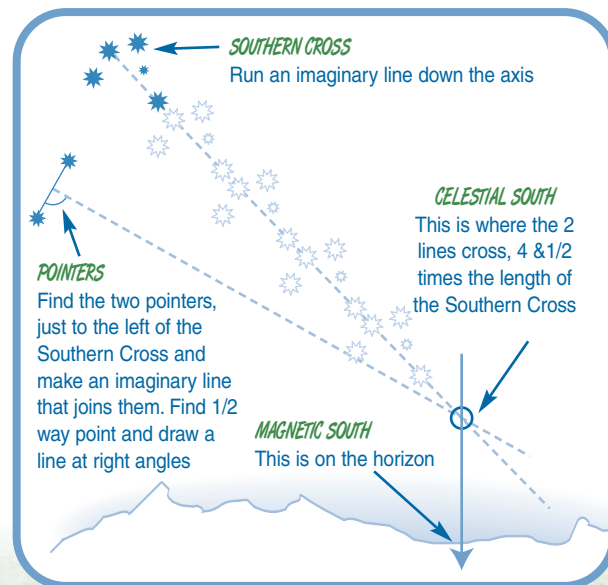 SOUTHERN CROSS
Run an imaginary line down the axis
CELESTIAL SOUTH
This is where the 2
lines cross, 4 &1/2
times the length of
the Southern Cross
POINTERS
Find the two pointers,
just to the left of the
Southern Cross and
make an imaginary line
that joins them. Find 1/2
way point and draw a
line at right angles
MAGNETIC SOUTH
This is on the horizon